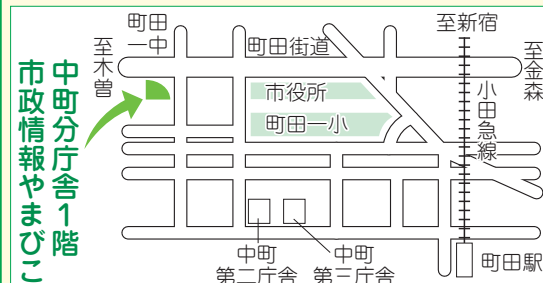 中町分庁舎1階
市政情報やまびこ
至木曽
町田
一中
町田街道
至新宿
至金森
市役所
町田一小
小田急線
中町
第二庁舎
中町
第三庁舎
町田駅